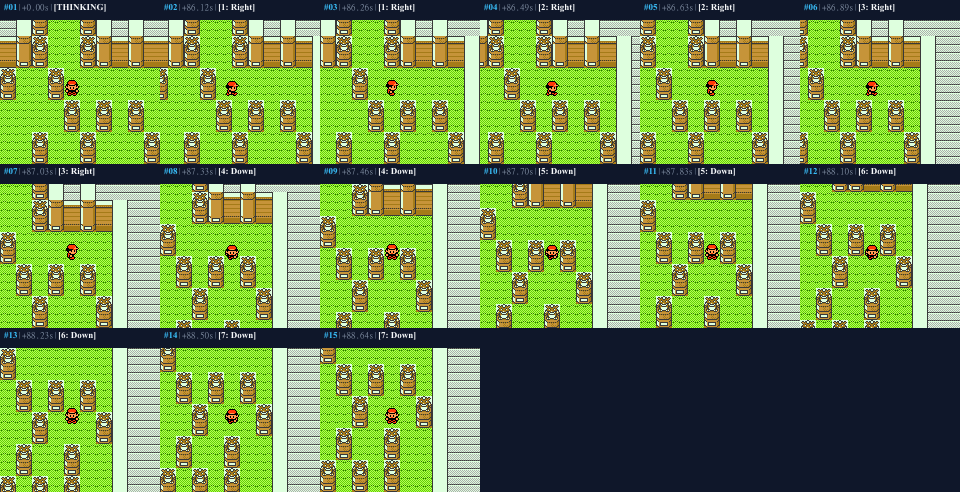 #01|+0.00s|[THINKING]
#02|+86.12s|[1: Right]
#03|+86.26s|[1: Right]
#04|+86.49s|[2: Right]
#05|+86.63s|[2: Right]
#06|+86.89s|[3: Right]
#07|+87.03s|[3: Right]
#08|+87.33s|[4: Down]
#09|+87.46s|[4: Down]
#10|+87.70s|[5: Down]
#11|+87.83s|[5: Down]
#12|+88.10s|[6: Down]
#13|+88.23s|[6: Down]
#14|+88.50s|[7: Down]
#15|+88.64s|[7: Down]